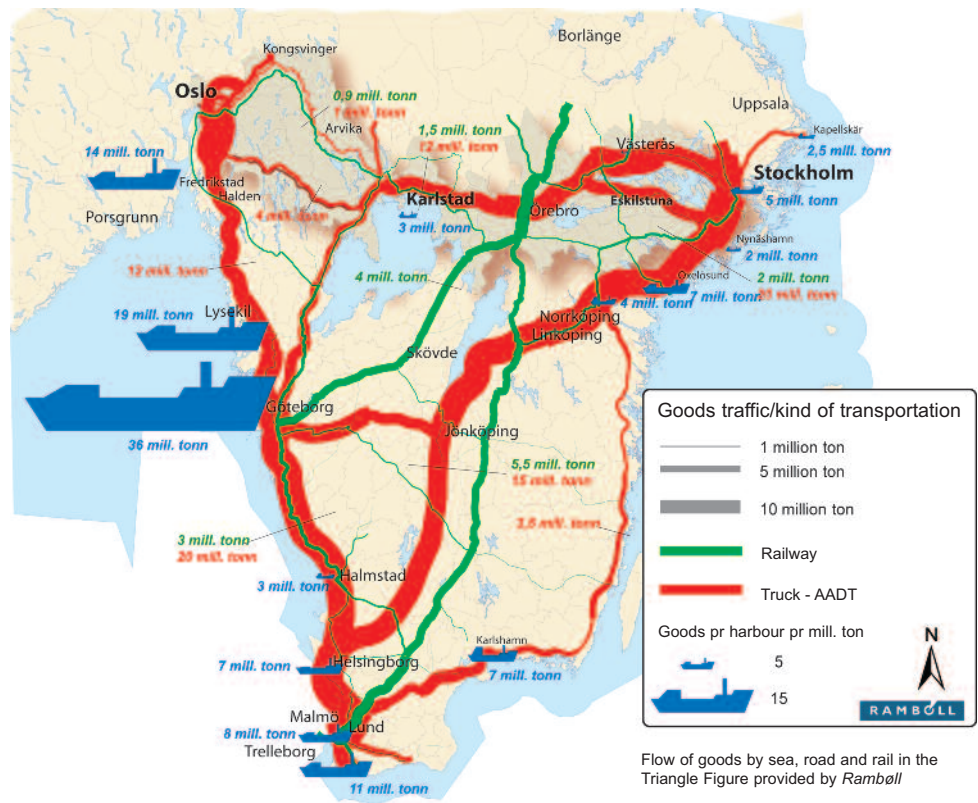 Borlänge
Kongsvinger
Oslo
0,9 mill. tonn
Uppsala
Arvika
Kapellskär
1,5 mill. tonn
12 mill. tonn
Västerås
2,5 mill. tonn
14 mill. tonn
Stockholm
Fredrikstad
Halden
Karlstad
Eskilstuna
5 mill. tonn
Porsgrunn
4 mill. tonn
Örebro
3 mill. tonn
Nynäshamn
2 mill. tonn
12 mill. tonn
4 mill. tonn
Oxelösund
2 mill. tonn
19 mill. tonn
Lysekil
4 mill. tonn
7 mill. tonn
Norrköping
Linköping
Skövde
Göteborg
36 mill. tonn
Jönköping
5,5 mill. tonn
15 mill. tonn
3,5 mill. tonn
3 mill. tonn
20 mill. tonn
Halmstad
3 mill. tonn
Karlshamn
7 mill. tonn
Helsingborg
7 mill. tonn
Malmö
Lund
8 mill. tonn
Trelleborg
11 mill. tonn
Goods traffic/kind of transportation
1 million ton
5 million ton
10 million ton
Railway
Truck - AADT
Goods pr harbour pr mill. ton
5
15
N
RAMBOLL
Flow of goods by sea, road and rail in the
Triangle Figure provided by Rambøll